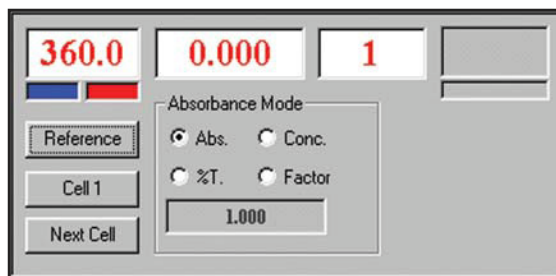 360.0 0.000 1
Absorbance Mode
Reference
Abs. Conc.
%T. Factor
Cell 1
1.000
Next Cell